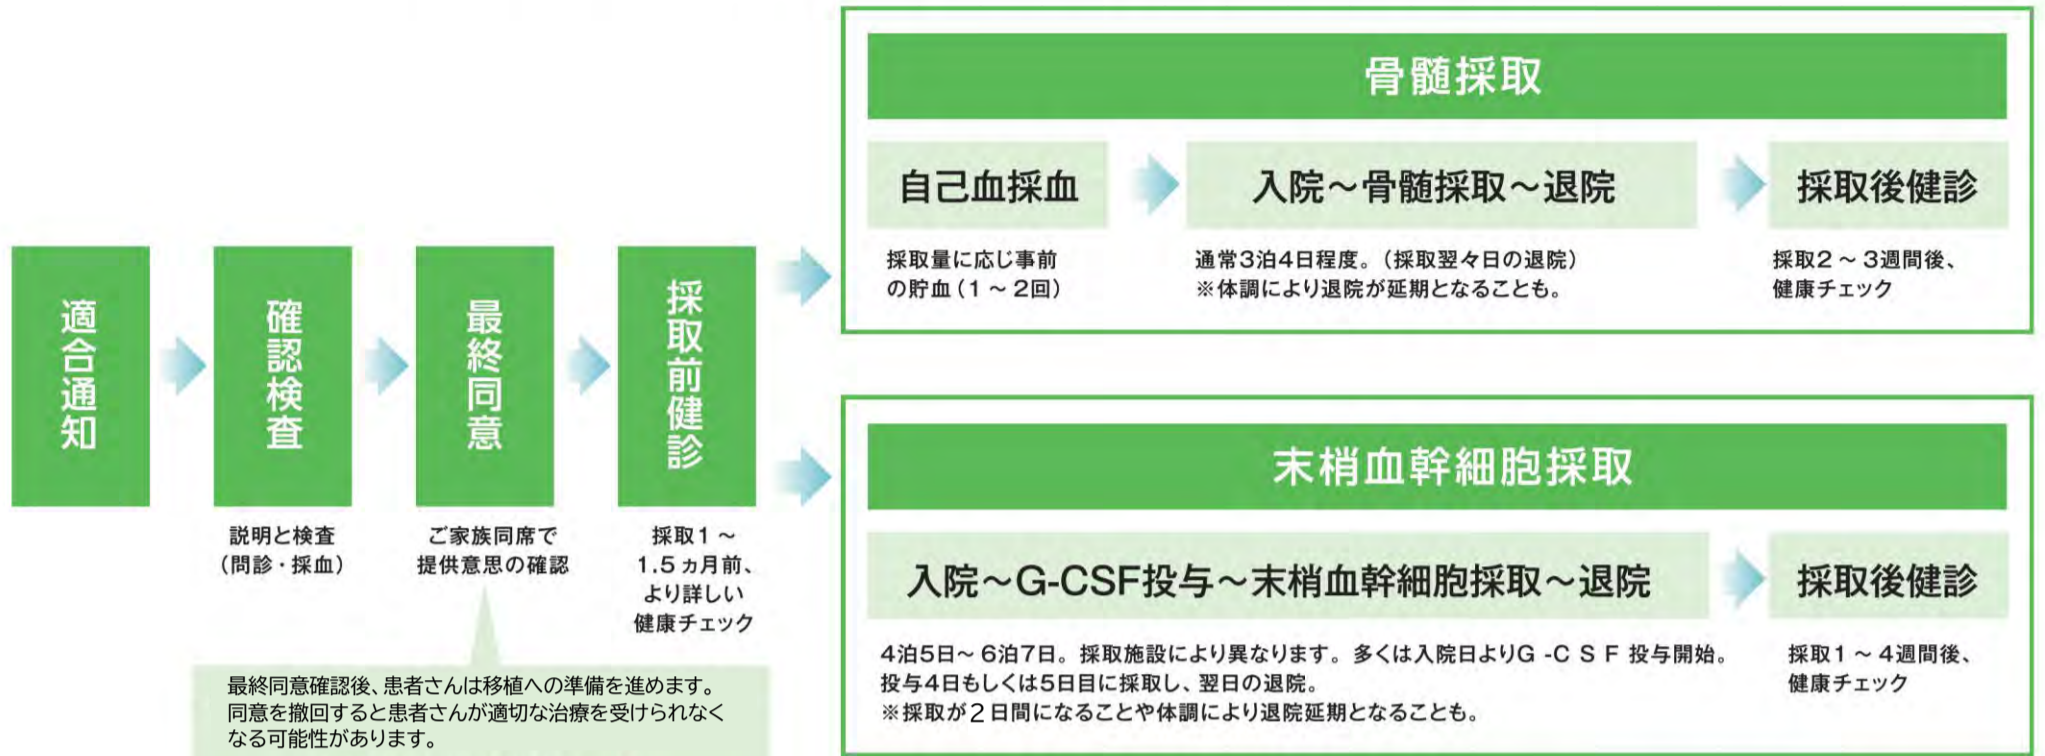 適合通知
確認検査
説明と検査
（問診・採血）
最終同意
ご家族同席で
提供意思の確認
最終同意確認後、患者さんは移植への準備を進めます。
同意を撤回すると患者さんが適切な治療を受けられなく
なる可能性があります。
採取前健診
採取1～
1.5ヵ月前、
より詳しい
健康チェック
骨髄採取
自己血採血
採取量に応じ事前
の貯血（1～2回）
入院～骨髄採取～退院
通常3泊4日程度。（採取翌々日の退院）
※体調により退院が延期となることも。
採取後健診
採取2～3週間後、
健康チェック
末梢血幹細胞採取
入院～G-CSF投与～末梢血幹細胞採取～退院
4泊5日～6泊7日。採取施設により異なります。多くは入院日よりG-CSF 投与開始。
投与4日もしくは5日目に採取し、翌日の退院。
※採取が2日間になることや体調により退院延期となることも。
採取後健診
採取1～4週間後、
健康チェック